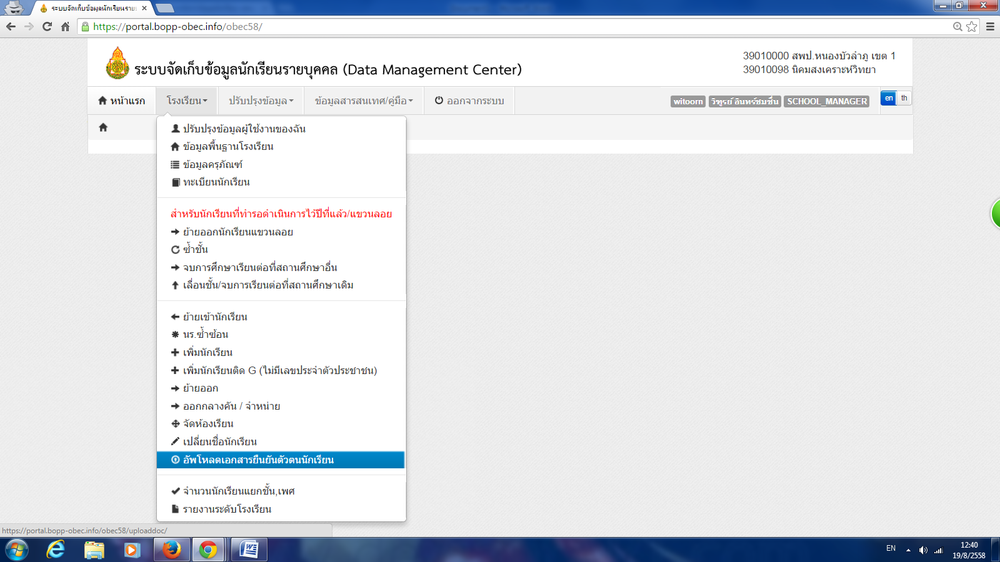 ระบบจัดเก็บข้อมูลนักเรียนราย
https://portal.bopp-obec.info/obec58/
ระบบจัดเก็บข้อมูลนักเรียนรายบุคคล (Data Management Center)
39010000 สพป.หนองบัวลำภู เขต 1
39010098 นิคมสงเคราะห์วิทยา
หน้าแรก โรงเรียน ปรับปรุงข้อมูล ข้อมูลสารสนเทศ/คู่มือ ออกจากระบบ witoorn วิฑูรย์ อินทร์ชมชื่น SCHOOL_MANAGER en th
ปรับปรุงข้อมูลผู้ใช้งานของฉัน
ข้อมูลพื้นฐานโรงเรียน
ข้อมูลครุภัณฑ์
ทะเบียนนักเรียน
สำหรับนักเรียนที่ทำรอดำเนินการไว้ปีที่แล้ว/แขวนลอย
ย้ายออกนักเรียนแขวนลอย
ซ้ำชั้น
จบการศึกษาเรียนต่อที่สถานศึกษาอื่น
เลื่อนชั้น/จบการเรียนต่อที่สถานศึกษาเดิม
ย้ายเข้านักเรียน
นร.ซ้ำซ้อน
เพิ่มนักเรียน
เพิ่มนักเรียนติด G (ไม่มีเลขประจำตัวประชาชน)
ย้ายออก
ออกกลางคัน / จำหน่าย
จัดห้องเรียน
เปลี่ยนชื่อนักเรียน
อัพโหลดเอกสารยืนยันตัวตนนักเรียน
จำนวนนักเรียนแยกชั้น,เพศ
รายงานระดับโรงเรียน
https://portal.bopp-obec.info/obec58/uploaddoc/
EN
12:40
19/8/2558